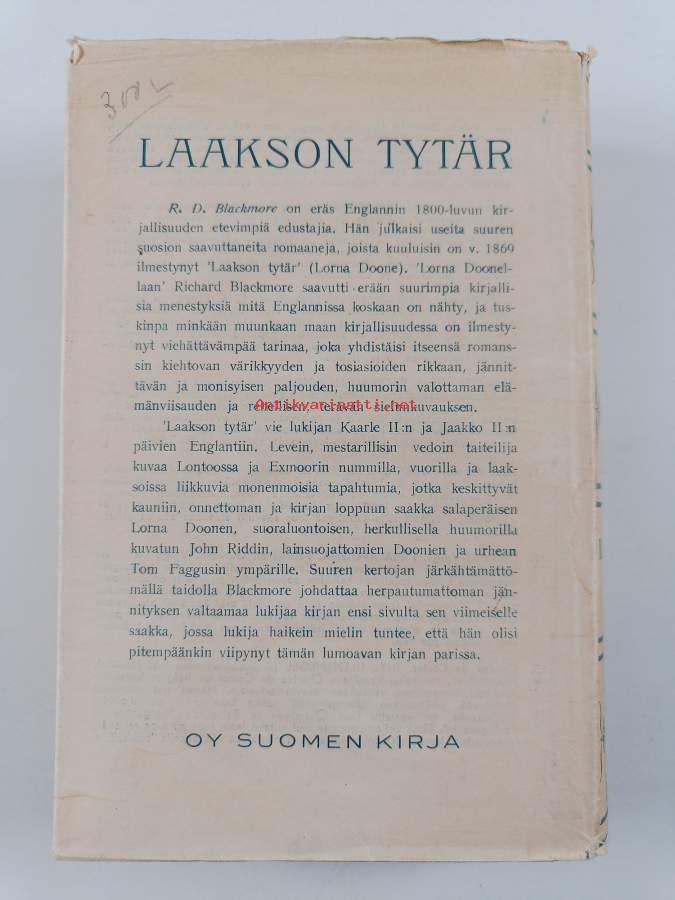 300
LAAKSON TYTÄR
R. D. Blackmore on eräs Englannin 1800-luvun kir-
jallisuuden etevimpiä edustajia. Hän julkaisi useita suuren
suosion saavuttaneita romaaneja, joista kuuluisin on v. 1869
ilmestynyt 'Laakson tytär' (Lorna Doone). 'Lorna Doonel-
laan' Richard Blackmore saavutti erään suurimpia kirjalli-
sia menestyksiä mitä Englannissa koskaan on nähty, ja tus-
kinpa minkään muunkaan maan kirjallisuudessa on ilmesty-
nyt viehättävämpää tarinaa, joka yhdistäisi itseensä romans-
sin kiehtovan värikkyyden ja tosiasioiden rikkaan, jännit-
tävän ja monisyisen paljouden, huumorin valottaman elä-
mänviisauden ja rehellisen, terävän sielunkuvauksen.
Antikvariaatti.net
'Laakson tytär' vie lukijan Kaarle II:n ja Jaakko II:n
päivien Englantiin. Levein, mestarillisin vedoin taiteilija
kuvaa Lontoossa ja Exmoorin nummilla, vuorilla ja laak-
soissa liikkuvia monenmoisia tapahtumia, jotka keskittyvät
kauniin, onnettoman ja kirjan loppuun saakka salaperäisen
Lorna Doonen, suoraluontoisen, herkullisella huumorilla
kuvatun John Riddin, lainsuojattomien Doonien ja urhean
Tom Faggusin ympärille. Suuren kertojan järkähtämättö-
mällä taidolla Blackmore johdattaa herpautumattoman jän-
nityksen valtaamaa lukijaa kirjan ensi sivulta sen viimeiselle
saakka, jossa lukija haikein mielin tuntee, että hän olisi
pitempäänkin viipynyt tämän lumoavan kirjan parissa.
OY SUOMEN KIRJA